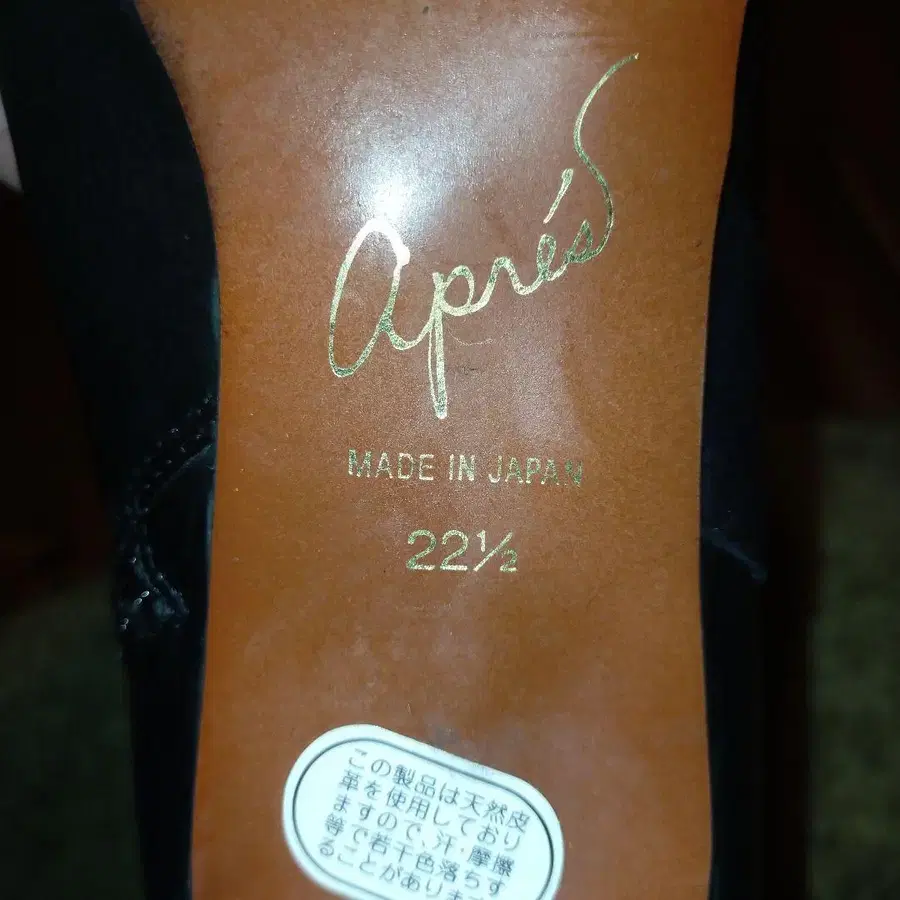 aprés
MADE IN JAPAN
22½
この製品は天然皮
革を使用しており
ますので、汗・摩擦
等で若干色落ちす
ることがありま